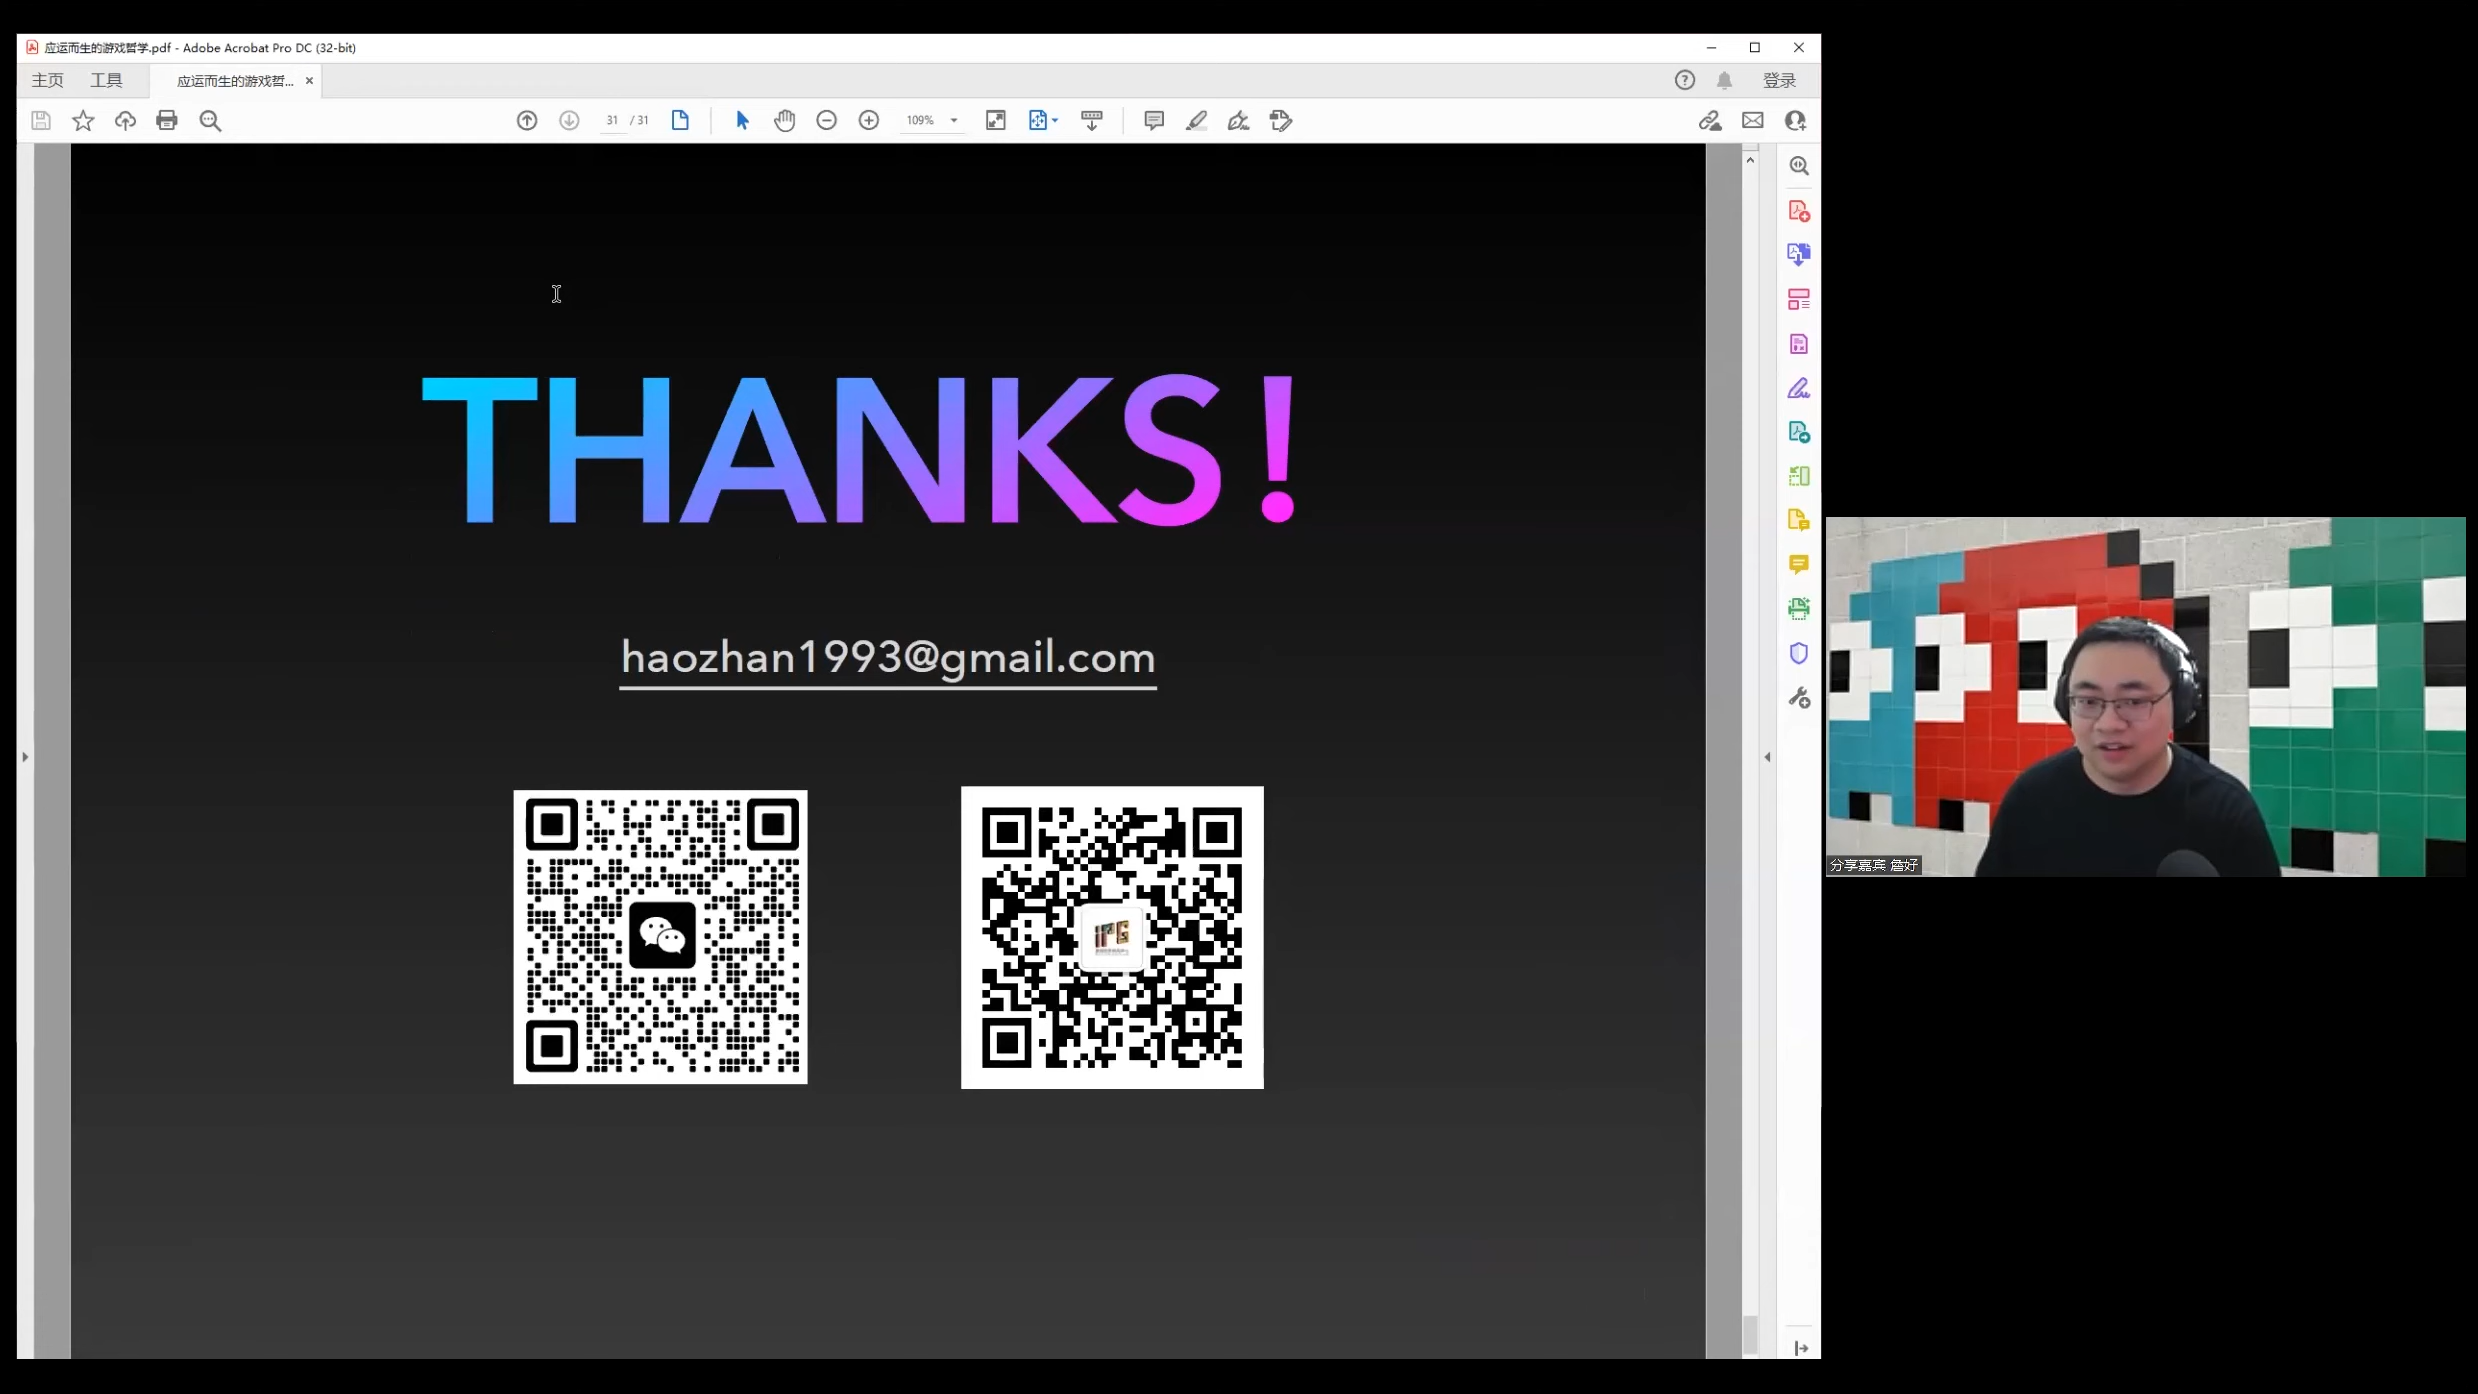 应运而生的游戏哲学.pdf - Adobe Acrobat Pro DC (32-bit)
主页 工具 应运而生的游戏哲... ×
登录
31 / 31
109%
THANKS!
haozhan1993@gmail.com
IPG
分享嘉宾 詹好